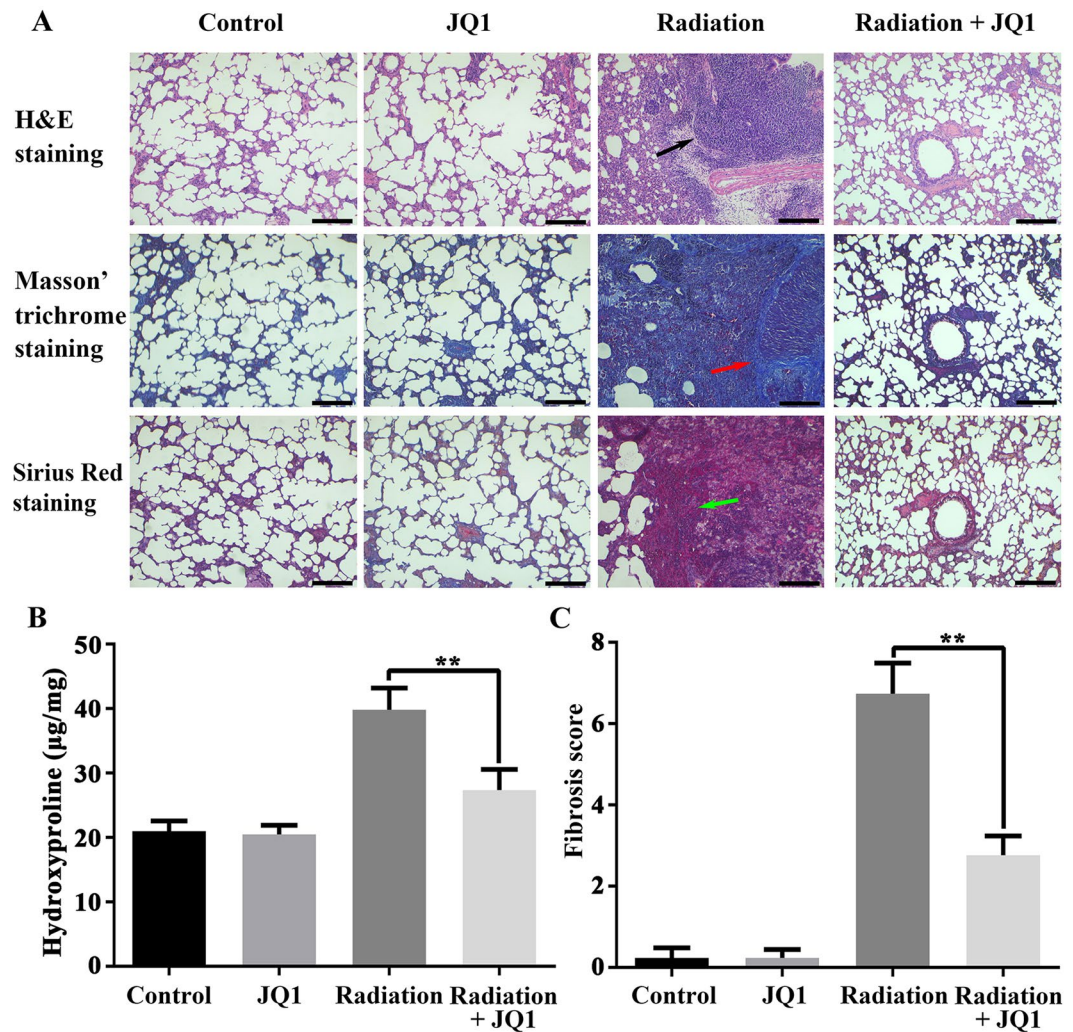 A
Control
JQ1
Radiation
Radiation + JQ1
H&E
staining
Masson’
trichrome
staining
Sirius Red
staining
B
Hydroxyproline (μg/mg)
50
40
30
20
10
0
**
Control
JQ1
Radiation
Radiation
+ JQ1
C
Fibrosis score
8
6
4
2
0
**
Control
JQ1
Radiation
Radiation
+ JQ1